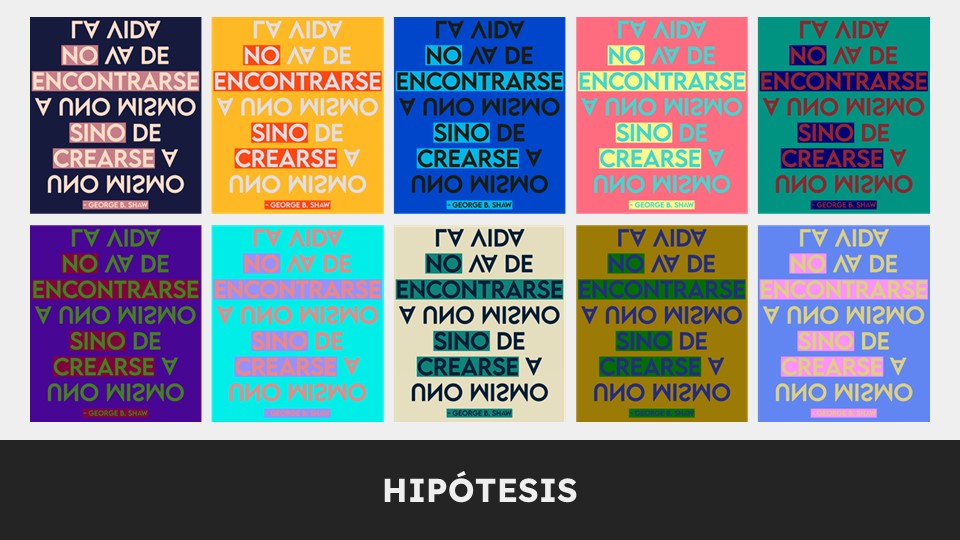 LA VIDA
NO VA DE
ENCONTRARSE
A UNO MISMO
SINO DE
CREARSE A
UNO MISMO
- GEORGE B. SHAW
LA VIDA
NO VA DE
ENCONTRARSE
A UNO MISMO
SINO DE
CREARSE A
UNO MISMO
- GEORGE B. SHAW
LA VIDA
NO VA DE
ENCONTRARSE
A UNO MISMO
SINO DE
CREARSE A
UNO MISMO
- GEORGE B. SHAW
LA VIDA
NO VA DE
ENCONTRARSE
A UNO MISMO
SINO DE
CREARSE A
UNO MISMO
- GEORGE B. SHAW
LA VIDA
NO VA DE
ENCONTRARSE
A UNO MISMO
SINO DE
CREARSE A
UNO MISMO
- GEORGE B. SHAW
LA VIDA
NO VA DE
ENCONTRARSE
A UNO MISMO
SINO DE
CREARSE A
UNO MISMO
- GEORGE B. SHAW
LA VIDA
NO VA DE
ENCONTRARSE
A UNO MISMO
SINO DE
CREARSE A
UNO MISMO
- GEORGE B. SHAW
LA VIDA
NO VA DE
ENCONTRARSE
A UNO MISMO
SINO DE
CREARSE A
UNO MISMO
- GEORGE B. SHAW
LA VIDA
NO VA DE
ENCONTRARSE
A UNO MISMO
SINO DE
CREARSE A
UNO MISMO
- GEORGE B. SHAW
LA VIDA
NO VA DE
ENCONTRARSE
A UNO MISMO
SINO DE
CREARSE A
UNO MISMO
- GEORGE B. SHAW
HIPÓTESIS